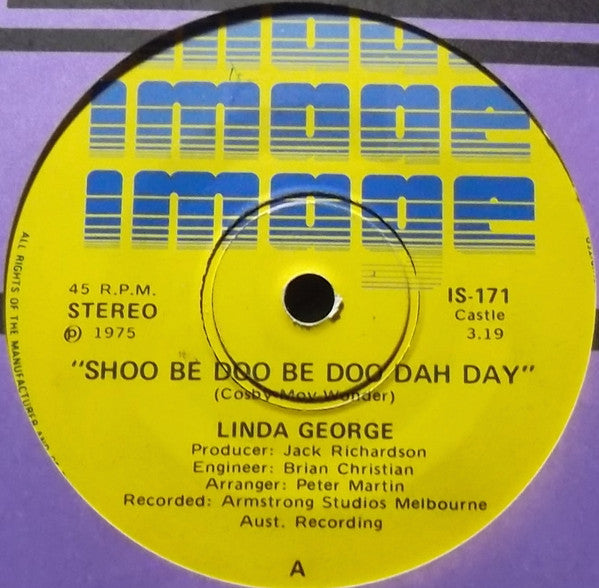 image
image
image
45 R.P.M.
STEREO
℗ 1975
IS-171
Castle
3.19
"SHOO BE DOO BE DOO DAH DAY"
(Cosby-Moy-Wonder)
LINDA GEORGE
Producer: Jack Richardson
Engineer: Brian Christian
Arranger: Peter Martin
Recorded: Armstrong Studios Melbourne
Aust. Recording
A
ALL RIGHTS OF THE MANUFACTURER AND OF